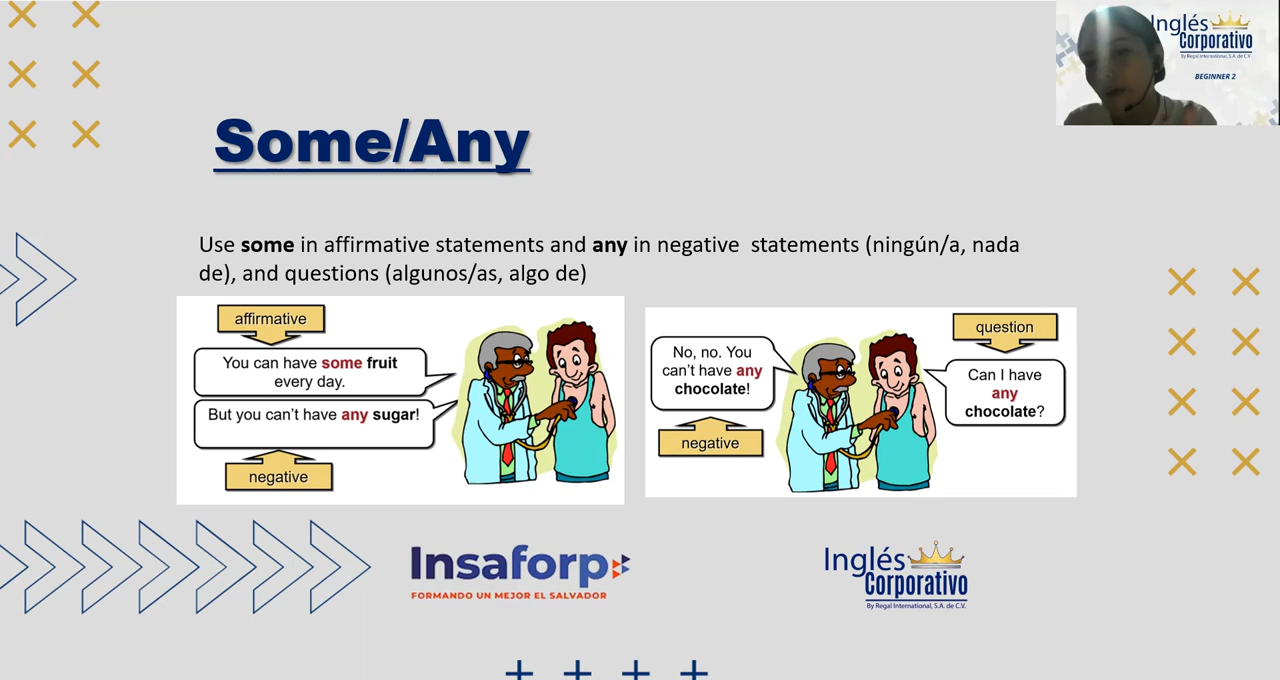 Inglés
Corporativo
By Regal International, S.A. de C.V.
BEGINNER 2
Some/Any
Use some in affirmative statements and any in negative statements (ningún/a, nada
de), and questions (algunos/as, algo de)
affirmative
You can have some fruit
every day.
But you can’t have any sugar!
negative
question
No, no. You
can’t have any
chocolate!
Can I have
any
chocolate?
negative
Insaforp
FORMANDO UN MEJOR EL SALVADOR
Inglés
Corporativo
By Regal International, S.A. de C.V.